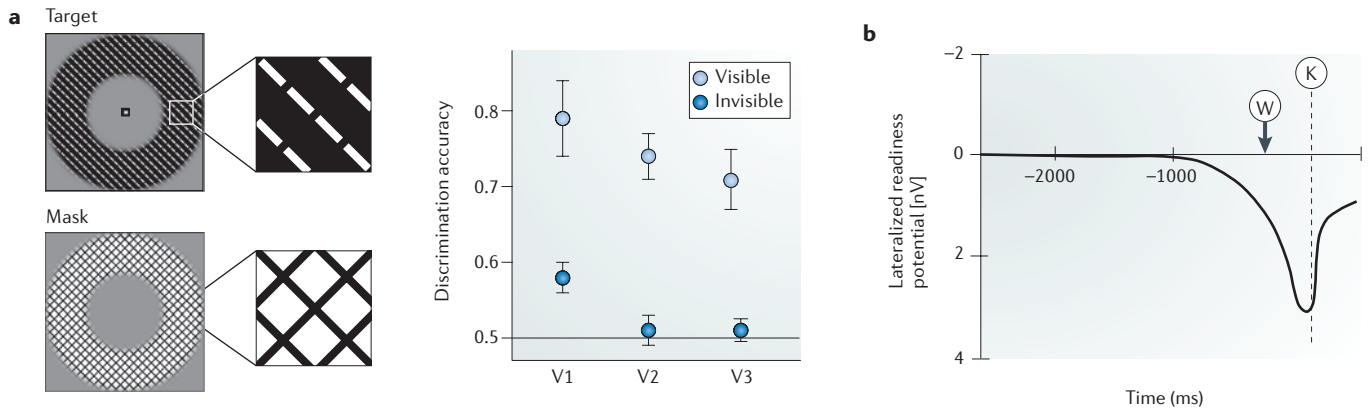 a
Target
Mask
Discrimination accuracy
0.8
0.7
0.6
0.5
Visible
Invisible
V1
V2
V3
b
Lateralized readiness
potential [nV]
−2
0
2
4
−2000
−1000
W
K
Time (ms)